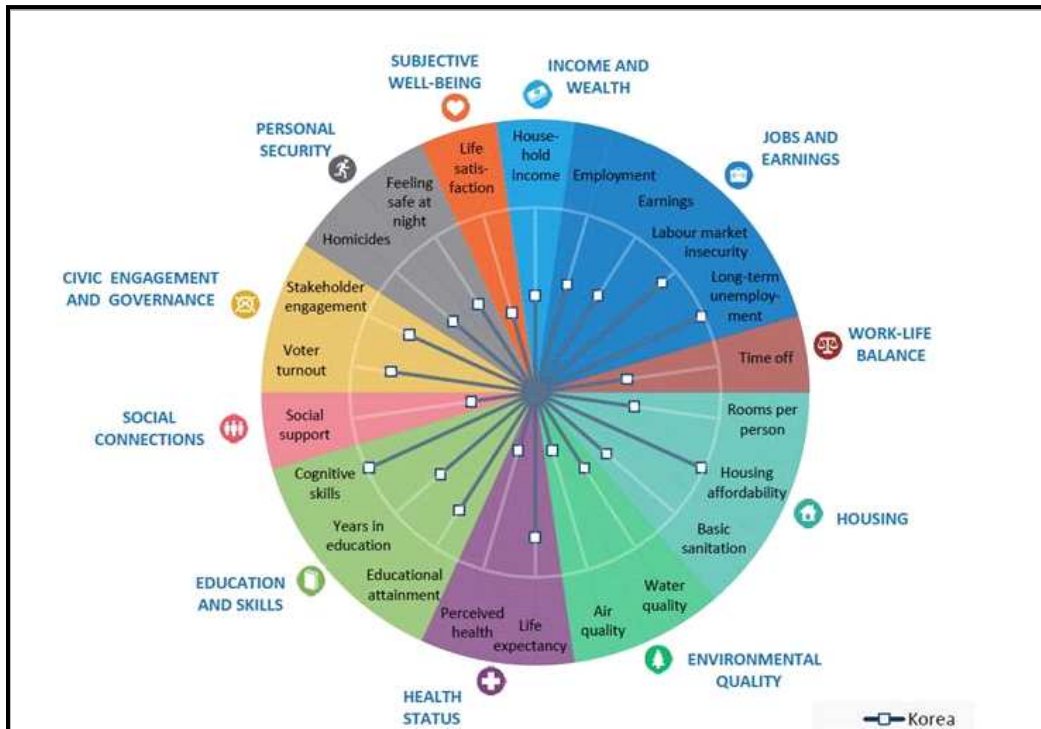 SUBJECTIVE
WELL-BEING
INCOME AND
WEALTH
PERSONAL
SECURITY
JOBS AND
EARNINGS
Life
satis-
faction
House-
hold
income
Employment
Feeling
safe at
night
Earnings
Homicides
Labour market
insecurity
CIVIC ENGAGEMENT
AND GOVERNANCE
Stakeholder
engagement
Long-term
unemploy-
ment
Voter
turnout
Time off
WORK-LIFE
BALANCE
SOCIAL
CONNECTIONS
Social
support
Rooms per
person
Cognitive
skills
Housing
affordability
HOUSING
Years in
education
Basic
sanitation
EDUCATION
AND SKILLS
Educational
attainment
Water
quality
Perceived
health
Life
expectancy
Air
quality
ENVIRONMENTAL
QUALITY
HEALTH
STATUS
Korea